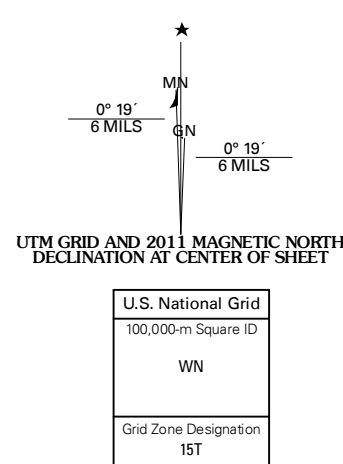 MN
0° 19´
6 MILS
GN
0° 19´
6 MILS
UTM GRID AND 2011 MAGNETIC NORTH
DECLINATION AT CENTER OF SHEET
U.S. National Grid
100,000-m Square ID
WN
Grid Zone Designation
15T